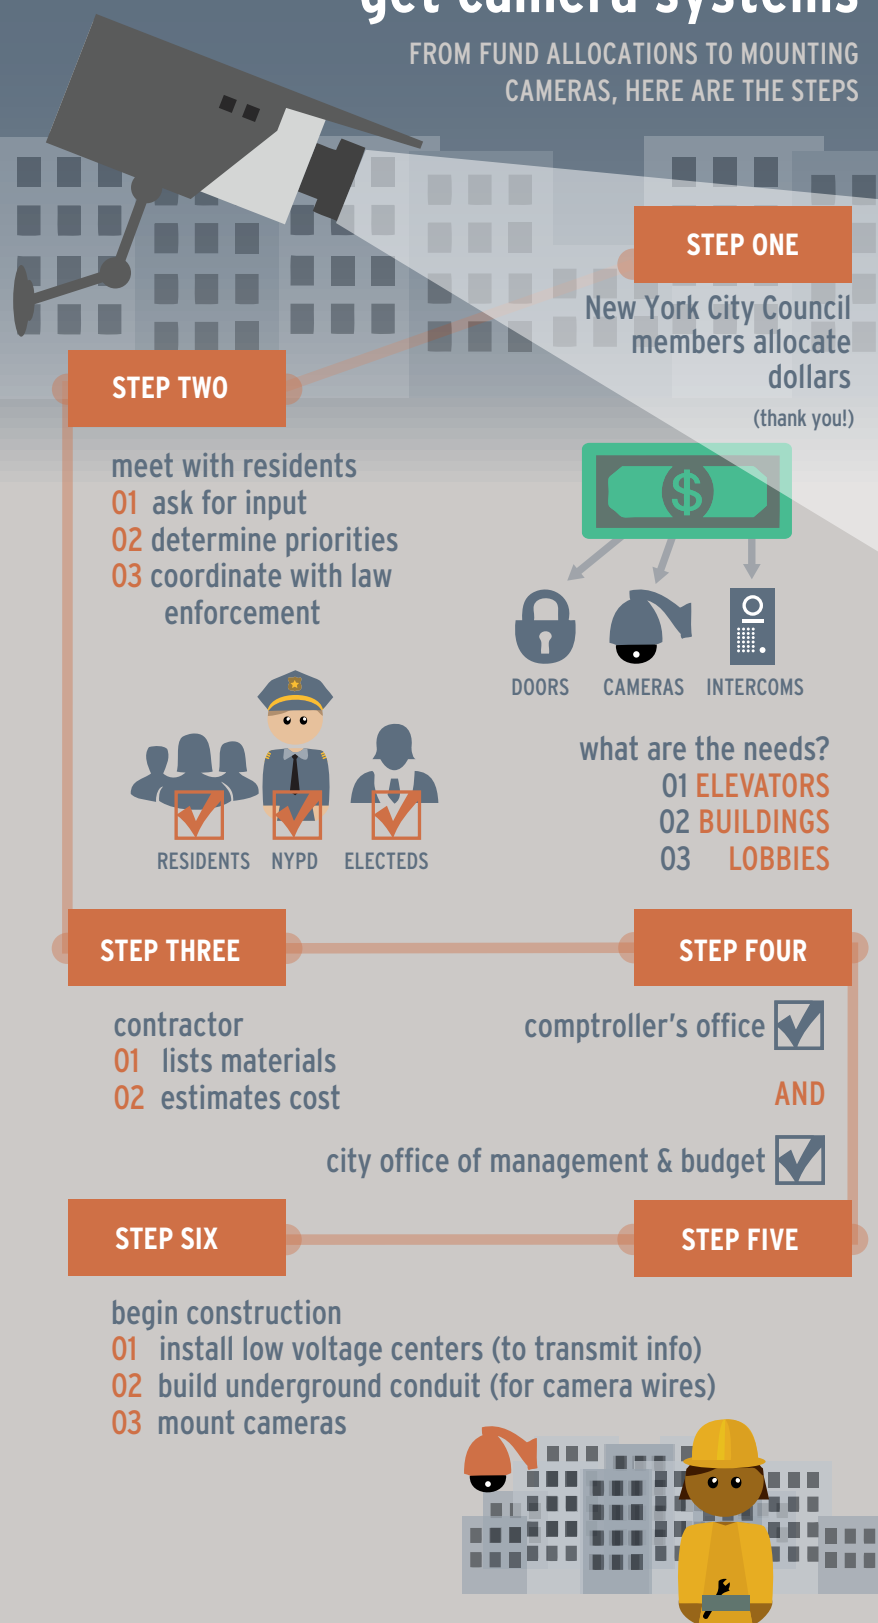 get camera systems
FROM FUND ALLOCATIONS TO MOUNTING
CAMERAS, HERE ARE THE STEPS
STEP ONE
New York City Council
members allocate
dollars
(thank you!)
$
DOORS CAMERAS INTERCOMS
what are the needs?
01 ELEVATORS
02 BUILDINGS
03 LOBBIES
STEP TWO
meet with residents
01 ask for input
02 determine priorities
03 coordinate with law
enforcement
RESIDENTS NYPD ELECTEDS
STEP THREE
contractor
01 lists materials
02 estimates cost
STEP FOUR
comptroller's office
AND
city office of management & budget
STEP FIVE
STEP SIX
begin construction
01 install low voltage centers (to transmit info)
02 build underground conduit (for camera wires)
03 mount cameras